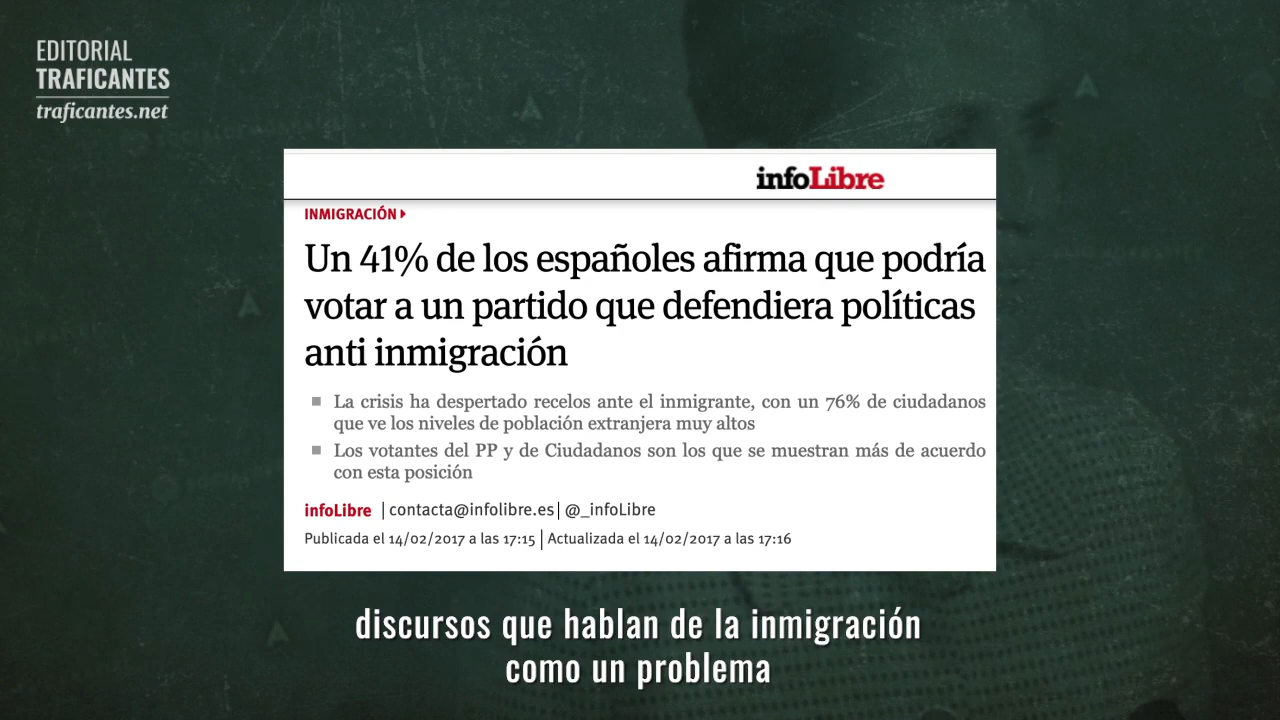 EDITORIAL
TRAFICANTES
traficantes.net
infoLibre
INMIGRACIÓN
Un 41% de los españoles afirma que podría
votar a un partido que defendiera políticas
anti inmigración
La crisis ha despertado recelos ante el inmigrante, con un 76% de ciudadanos
que ve los niveles de población extranjera muy altos
Los votantes del PP y de Ciudadanos son los que se muestran más de acuerdo
con esta posición
infoLibre | contacta@infolibre.es | @_infoLibre
Publicada el 14/02/2017 a las 17:15 | Actualizada el 14/02/2017 a las 17:16
discursos que hablan de la inmigración
como un problema